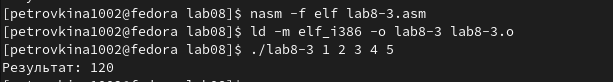 [petrovkina1002@fedora lab08]$ nasm -f elf lab8-3.asm
[petrovkina1002@fedora lab08]$ ld -m elf_i386 -o lab8-3 lab8-3.o
[petrovkina1002@fedora lab08]$ ./lab8-3 1 2 3 4 5
Результат: 120